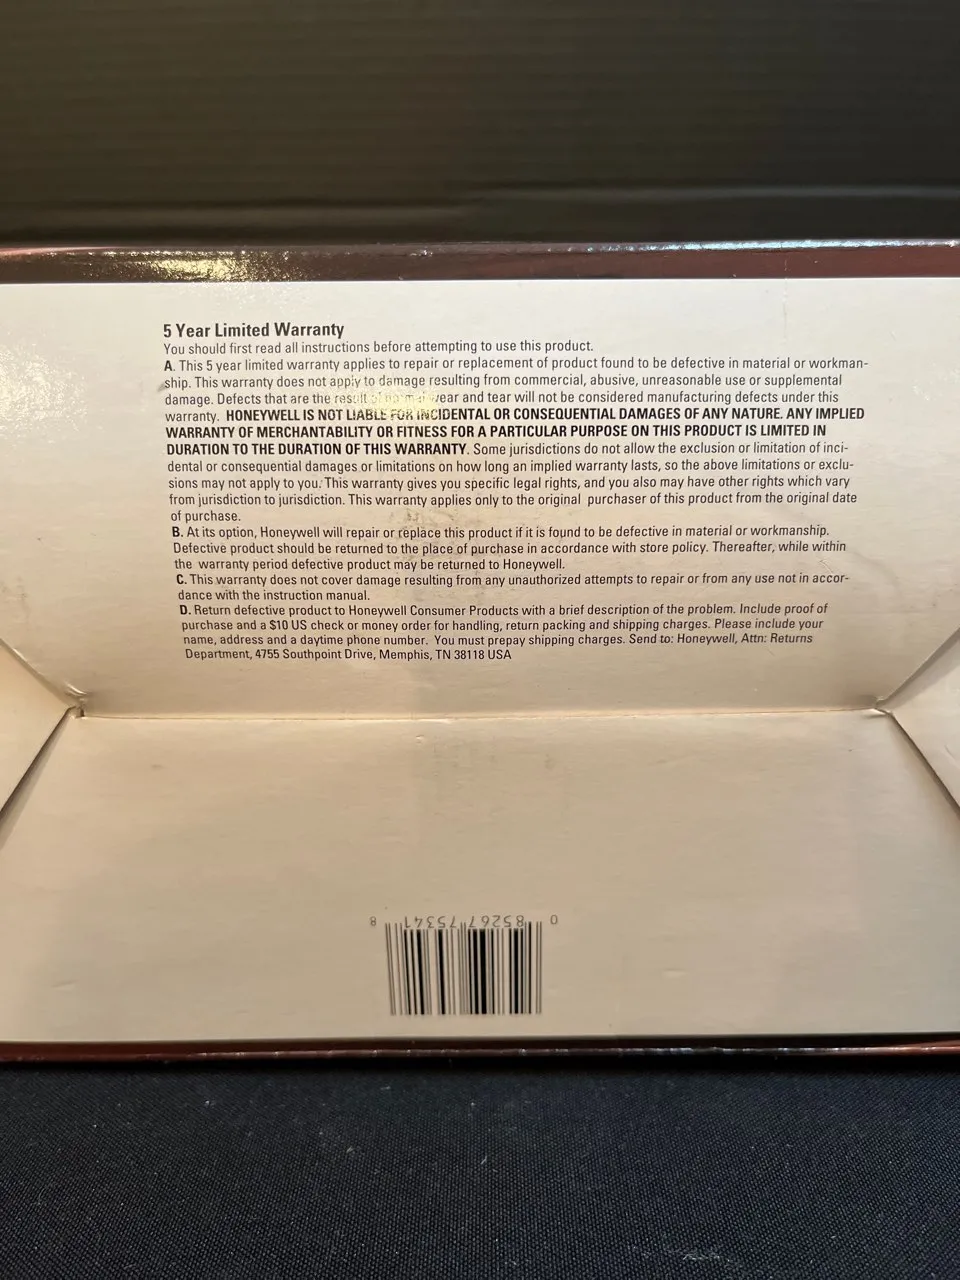 5 Year Limited Warranty
You should first read all instructions before attempting to use this product.
A. This 5 year limited warranty applies to repair or replacement of product found to be defective in material or workman-
ship. This warranty does not apply to damage resulting from commercial, abusive, unreasonable use or supplemental
damage. Defects that are the result of normal wear and tear will not be considered manufacturing defects under this
warranty. HONEYWELL IS NOT LIABLE FOR INCIDENTAL OR CONSEQUENTIAL DAMAGES OF ANY NATURE. ANY IMPLIED
WARRANTY OF MERCHANTABILITY OR FITNESS FOR A PARTICULAR PURPOSE ON THIS PRODUCT IS LIMITED IN
DURATION TO THE DURATION OF THIS WARRANTY. Some jurisdictions do not allow the exclusion or limitation of inci-
dental or consequential damages or limitations on how long an implied warranty lasts, so the above limitations or exclu-
sions may not apply to you. This warranty gives you specific legal rights, and you also may have other rights which vary
from jurisdiction to jurisdiction. This warranty applies only to the original purchaser of this product from the original date
of purchase.
B. At its option, Honeywell will repair or replace this product if it is found to be defective in material or workmanship.
Defective product should be returned to the place of purchase in accordance with store policy. Thereafter, while within
the warranty period defective product may be returned to Honeywell.
C. This warranty does not cover damage resulting from any unauthorized attempts to repair or from any use not in accor-
dance with the instruction manual.
D. Return defective product to Honeywell Consumer Products with a brief description of the problem. Include proof of
purchase and a $10 US check or money order for handling, return packing and shipping charges. Please include your
name, address and a daytime phone number. You must prepay shipping charges. Send to: Honeywell, Attn: Returns
Department, 4755 Southpoint Drive, Memphis, TN 38118 USA
0 85267 75341 8